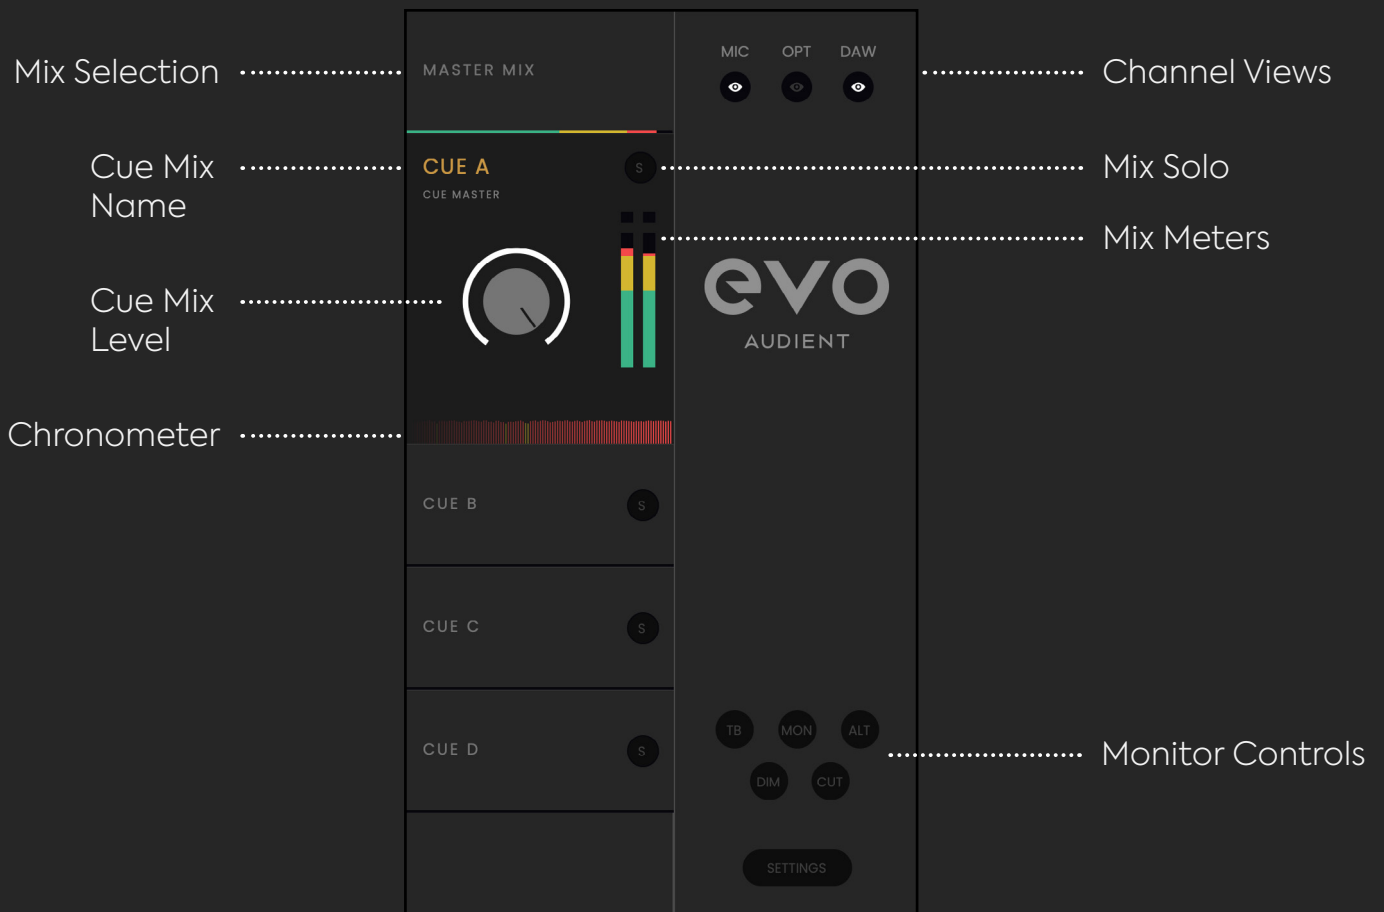 Mix Selection
MASTER MIX
MIC OPT DAW
Channel Views
Cue Mix
Name
CUE A
S
Mix Solo
CUE MASTER
Mix Meters
evo
AUDIENT
Cue Mix
Level
Chronometer
CUE B
S
CUE C
S
CUE D
S
TB MON ALT
DIM CUT
Monitor Controls
SETTINGS